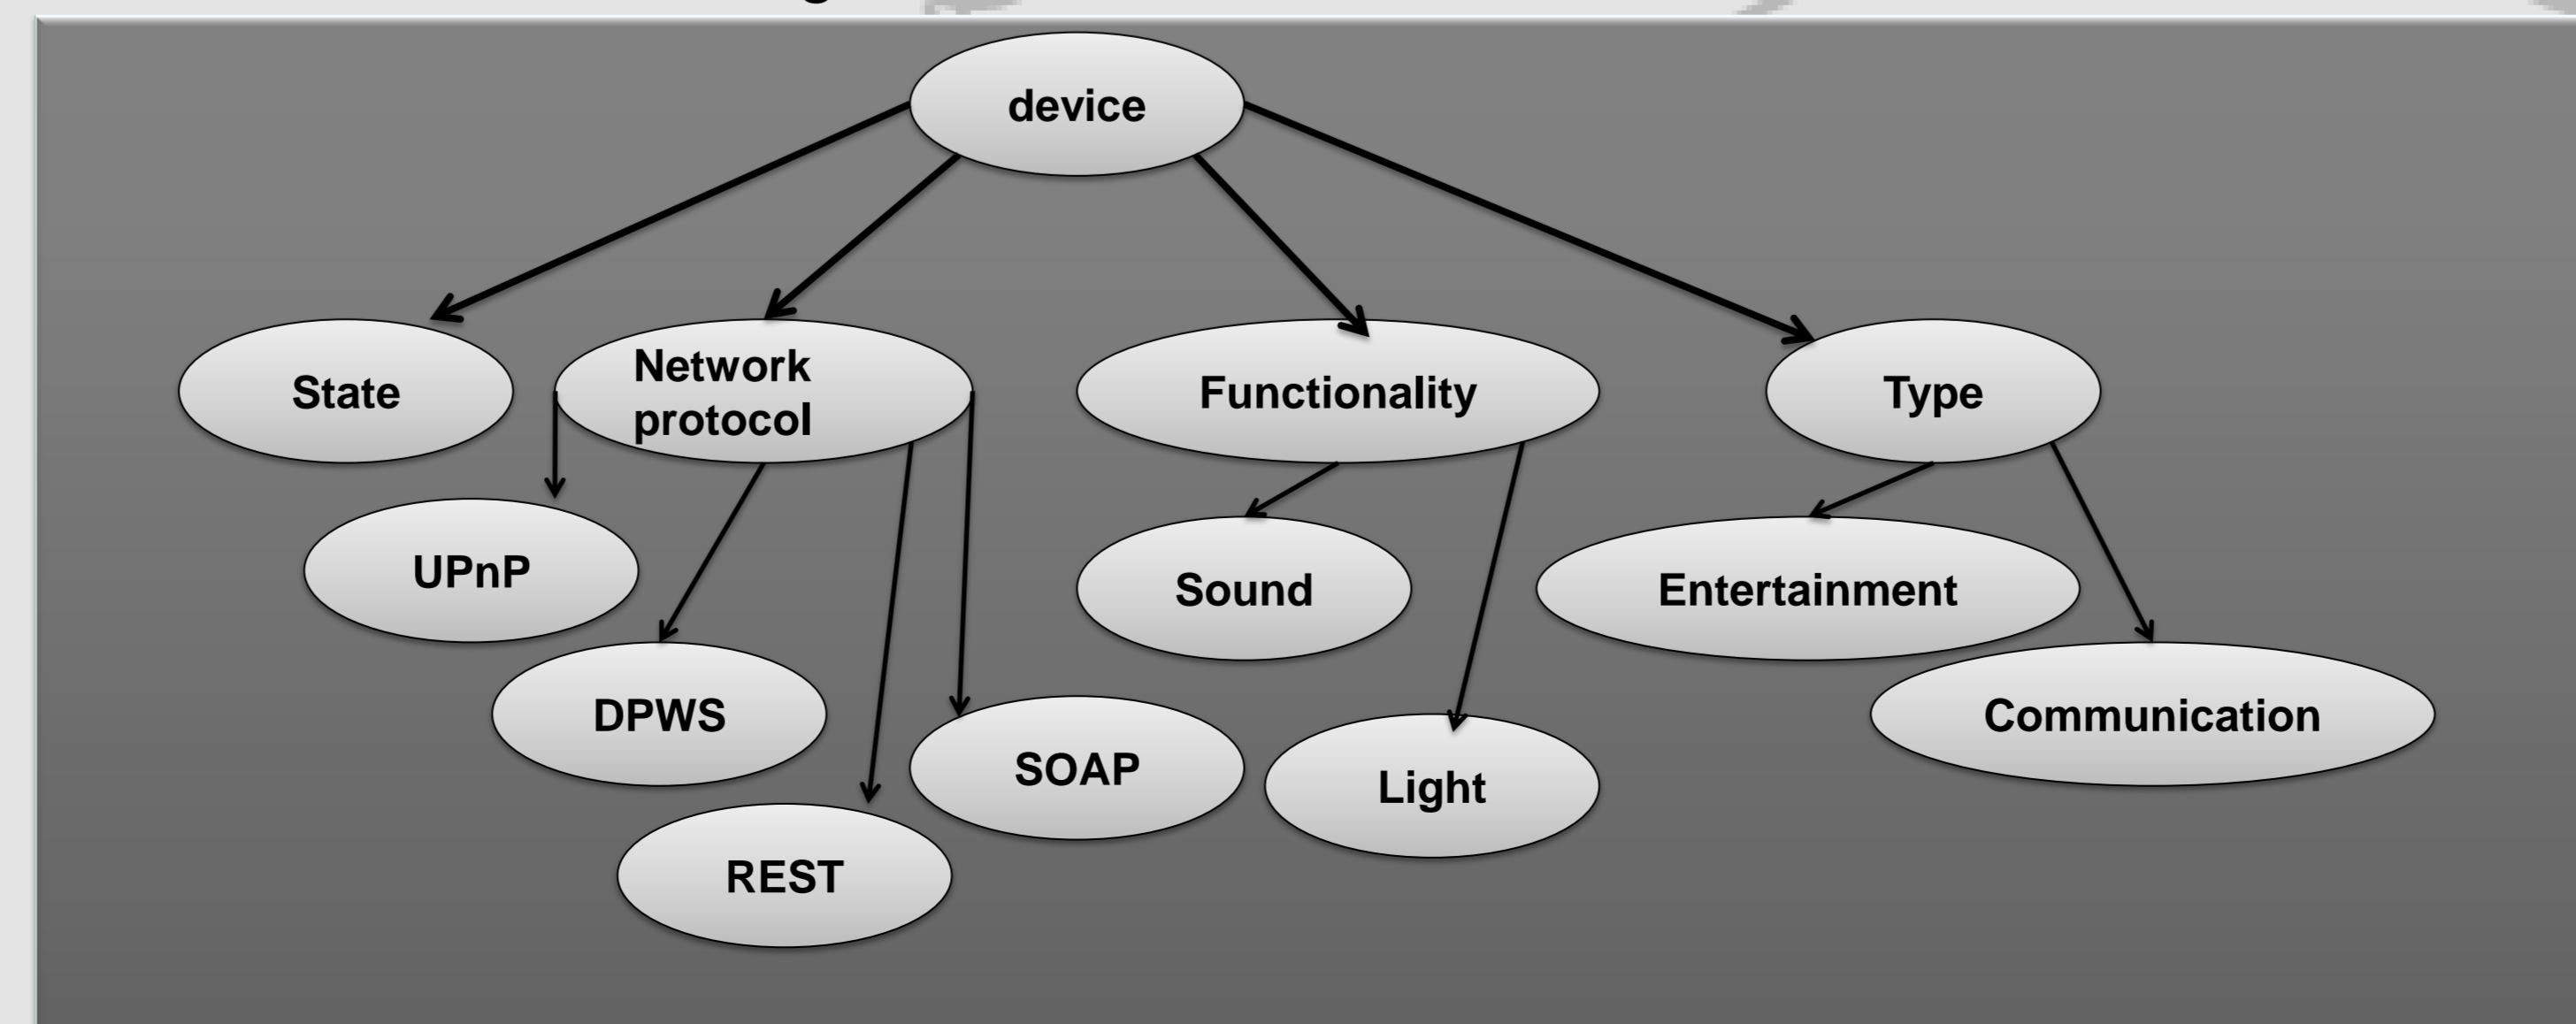 device
State
Network
protocol
Functionality
Type
UPnP
Sound
Entertainment
DPWS
SOAP
Light
Communication
REST